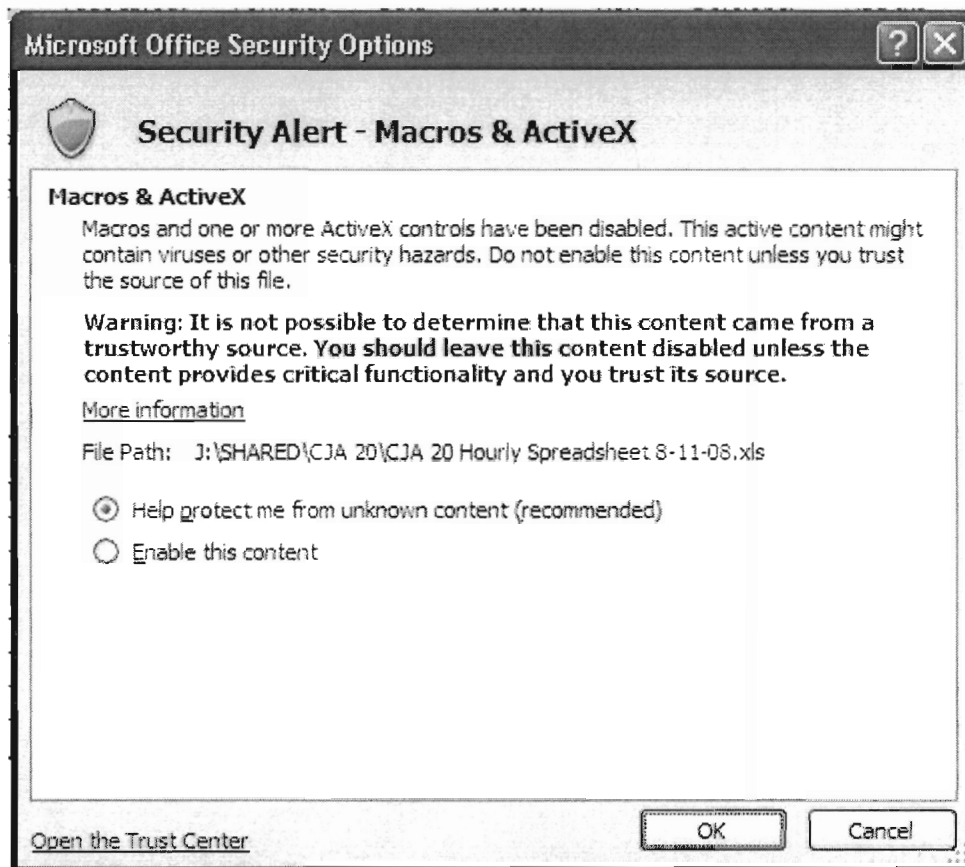 Microsoft Office Security Options
Security Alert - Macros & ActiveX
Macros & ActiveX
Macros and one or more ActiveX controls have been disabled. This active content might
contain viruses or other security hazards. Do not enable this content unless you trust
the source of this file.
Warning: It is not possible to determine that this content came from a
trustworthy source. You should leave this content disabled unless the
content provides critical functionality and you trust its source.
More information
File Path: J:\SHARED\CJA 20\CJA 20 Hourly Spreadsheet 8-11-08.xls
Help protect me from unknown content (recommended)
Enable this content
Open the Trust Center
OK
Cancel